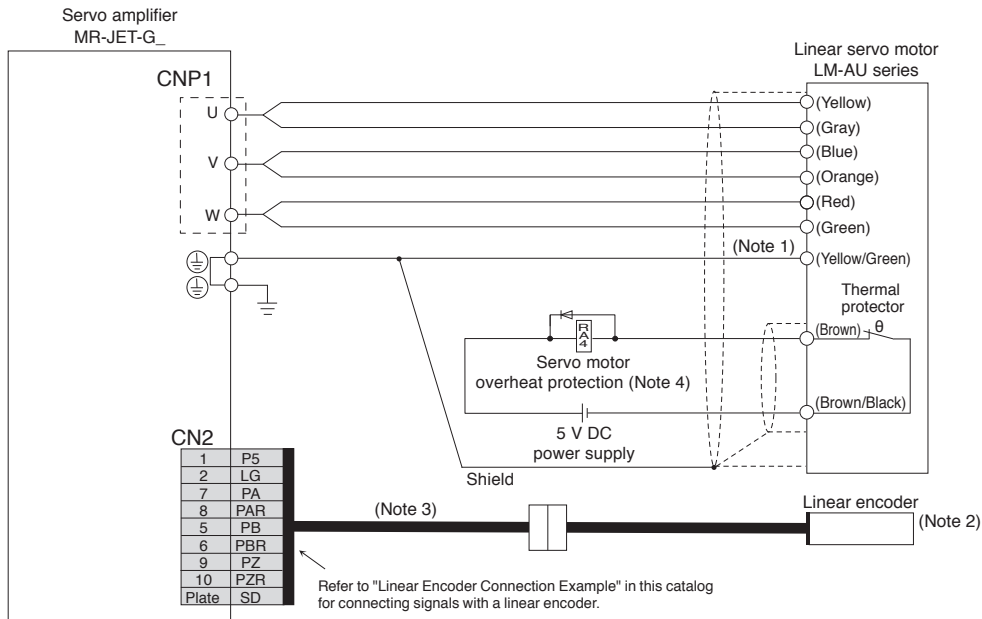 Servo amplifier
MR-JET-G_
Linear servo motor
LM-AU series
CNP1
U
V
W
(Yellow)
(Gray)
(Blue)
(Orange)
(Red)
(Green)
(Note 1)
(Yellow/Green)
Thermal
protector
(Brown)
θ
RA4
Servo motor
overheat protection (Note 4)
(Brown/Black)
5 V DC
power supply
Shield
CN2
1 P5
2 LG
7 PA
8 PAR
5 PB
6 PBR
9 PZ
10 PZR
Plate SD
(Note 3)
Linear encoder
(Note 2)
Refer to "Linear Encoder Connection Example" in this catalog
for connecting signals with a linear encoder.